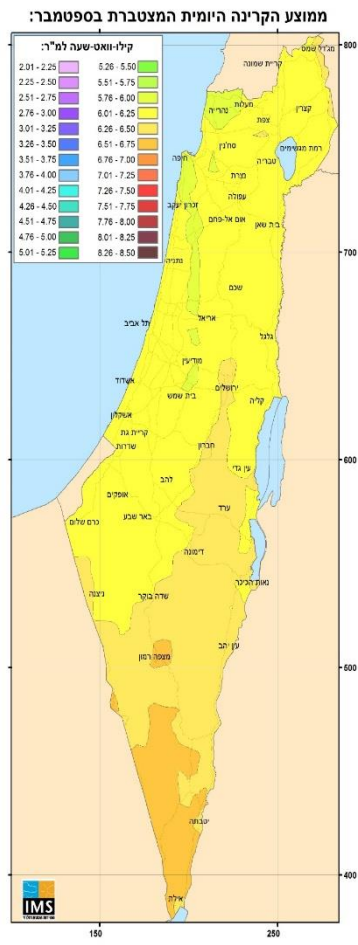 ממוצע הקרינה היומית המצטברת בספטמבר:
קילו-וואט-שעה למ"ר:
2.01 - 2.25 5.26 - 5.50
2.25 - 2.50 5.51 - 5.75
2.51 - 2.75 5.76 - 6.00
2.76 - 3.00 6.01 - 6.25
3.01 - 3.25 6.26 - 6.50
3.26 - 3.50 6.51 - 6.75
3.51 - 3.75 6.76 - 7.00
3.76 - 4.00 7.01 - 7.25
4.01 - 4.25 7.26 - 7.50
4.26 - 4.50 7.51 - 7.75
4.51 - 4.75 7.76 - 8.00
4.76 - 5.00 8.01 - 8.25
5.01 - 5.25 8.26 - 8.50
800
מג'דל שמס
קריית שמונה
מעלות
קצרין
נהרייה
צפת
סח'נין
רמת מגשימים
חיפה
טבריה
נצרת
עפולה
זכרון יעקב
אום אל-פחם
בית שאן
700
נתניה
שכם
אריאל
תל אביב
גלגל
מודיעין
אשדוד
ירושלים
בית שמש
קליה
אשקלון
קריית גת
שדרות
חברון
600
עין גדי
להב
אופקים
ערד
באר שבע
כרם שלום
דימונה
נאות הכיכר
ניצנה
שדה בוקר
עין יהב
מצפה רמון
500
יטבתה
400
אילת
IMS
150
250